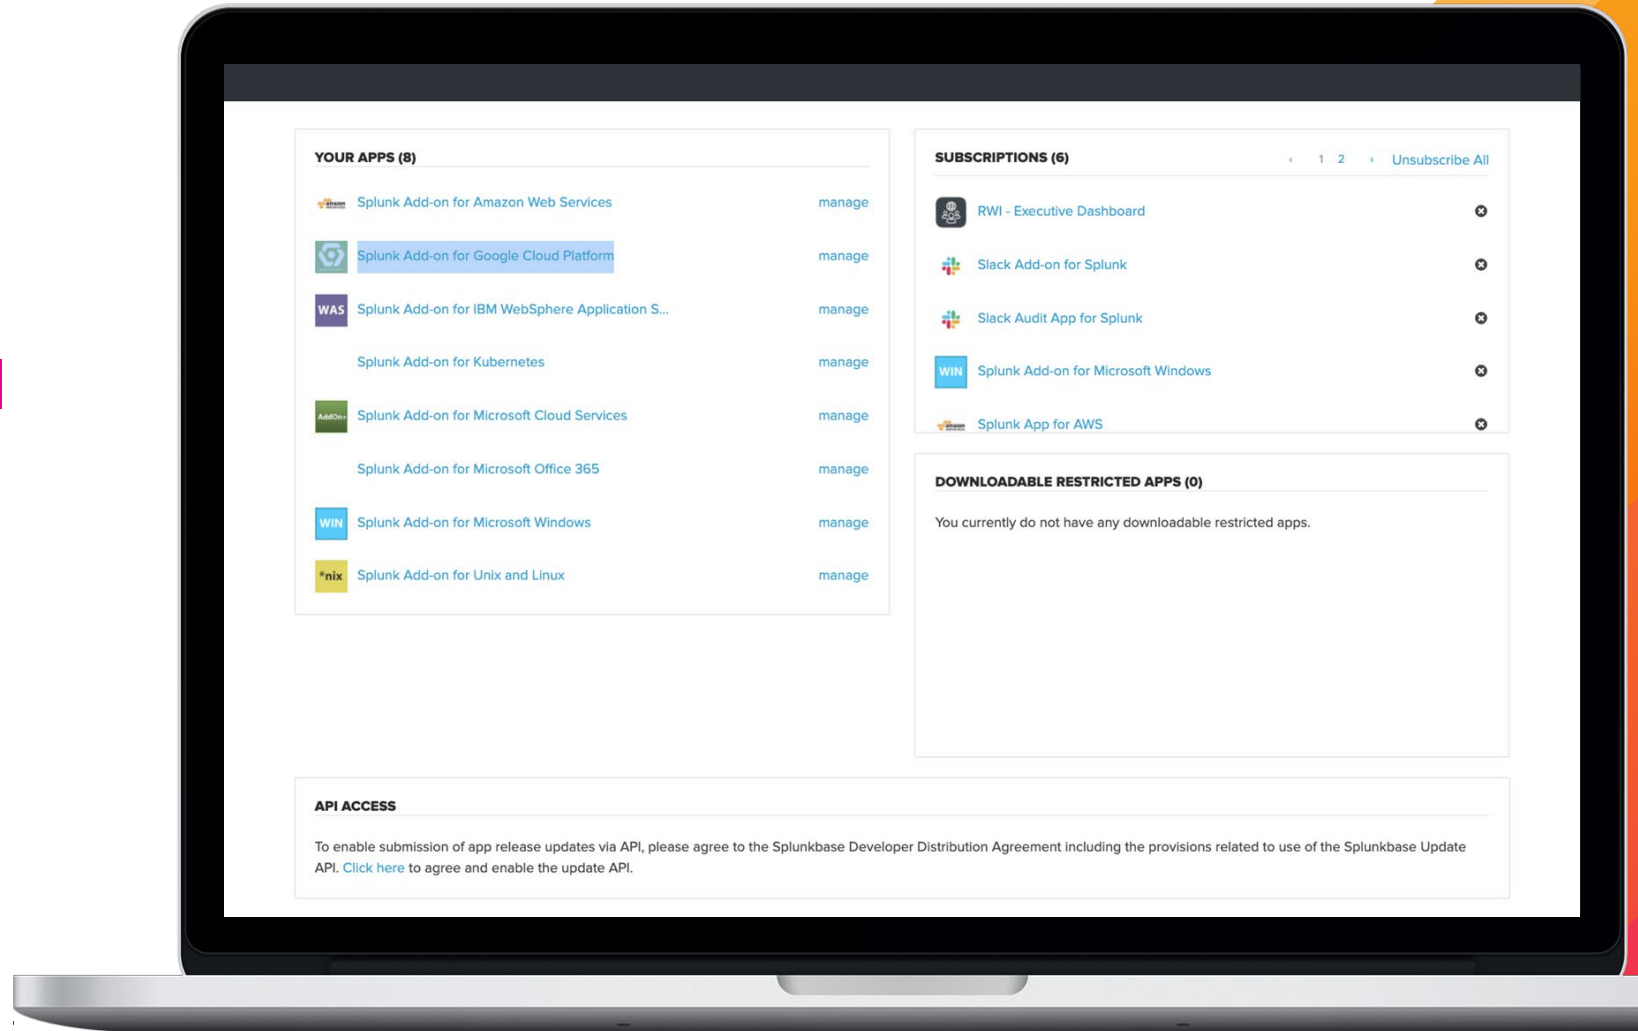 YOUR APPS (8)
amazon Splunk Add-on for Amazon Web Services manage
Splunk Add-on for Google Cloud Platform manage
WAS Splunk Add-on for IBM WebSphere Application S... manage
Splunk Add-on for Kubernetes manage
AddOn+ Splunk Add-on for Microsoft Cloud Services manage
Splunk Add-on for Microsoft Office 365 manage
WIN Splunk Add-on for Microsoft Windows manage
*nix Splunk Add-on for Unix and Linux manage
SUBSCRIPTIONS (6) ‹ 1 2 › Unsubscribe All
RWI - Executive Dashboard
Slack Add-on for Splunk
Slack Audit App for Splunk
WIN Splunk Add-on for Microsoft Windows
amazon Splunk App for AWS
DOWNLOADABLE RESTRICTED APPS (0)
You currently do not have any downloadable restricted apps.
API ACCESS
To enable submission of app release updates via API, please agree to the Splunkbase Developer Distribution Agreement including the provisions related to use of the Splunkbase Update
API. Click here to agree and enable the update API.